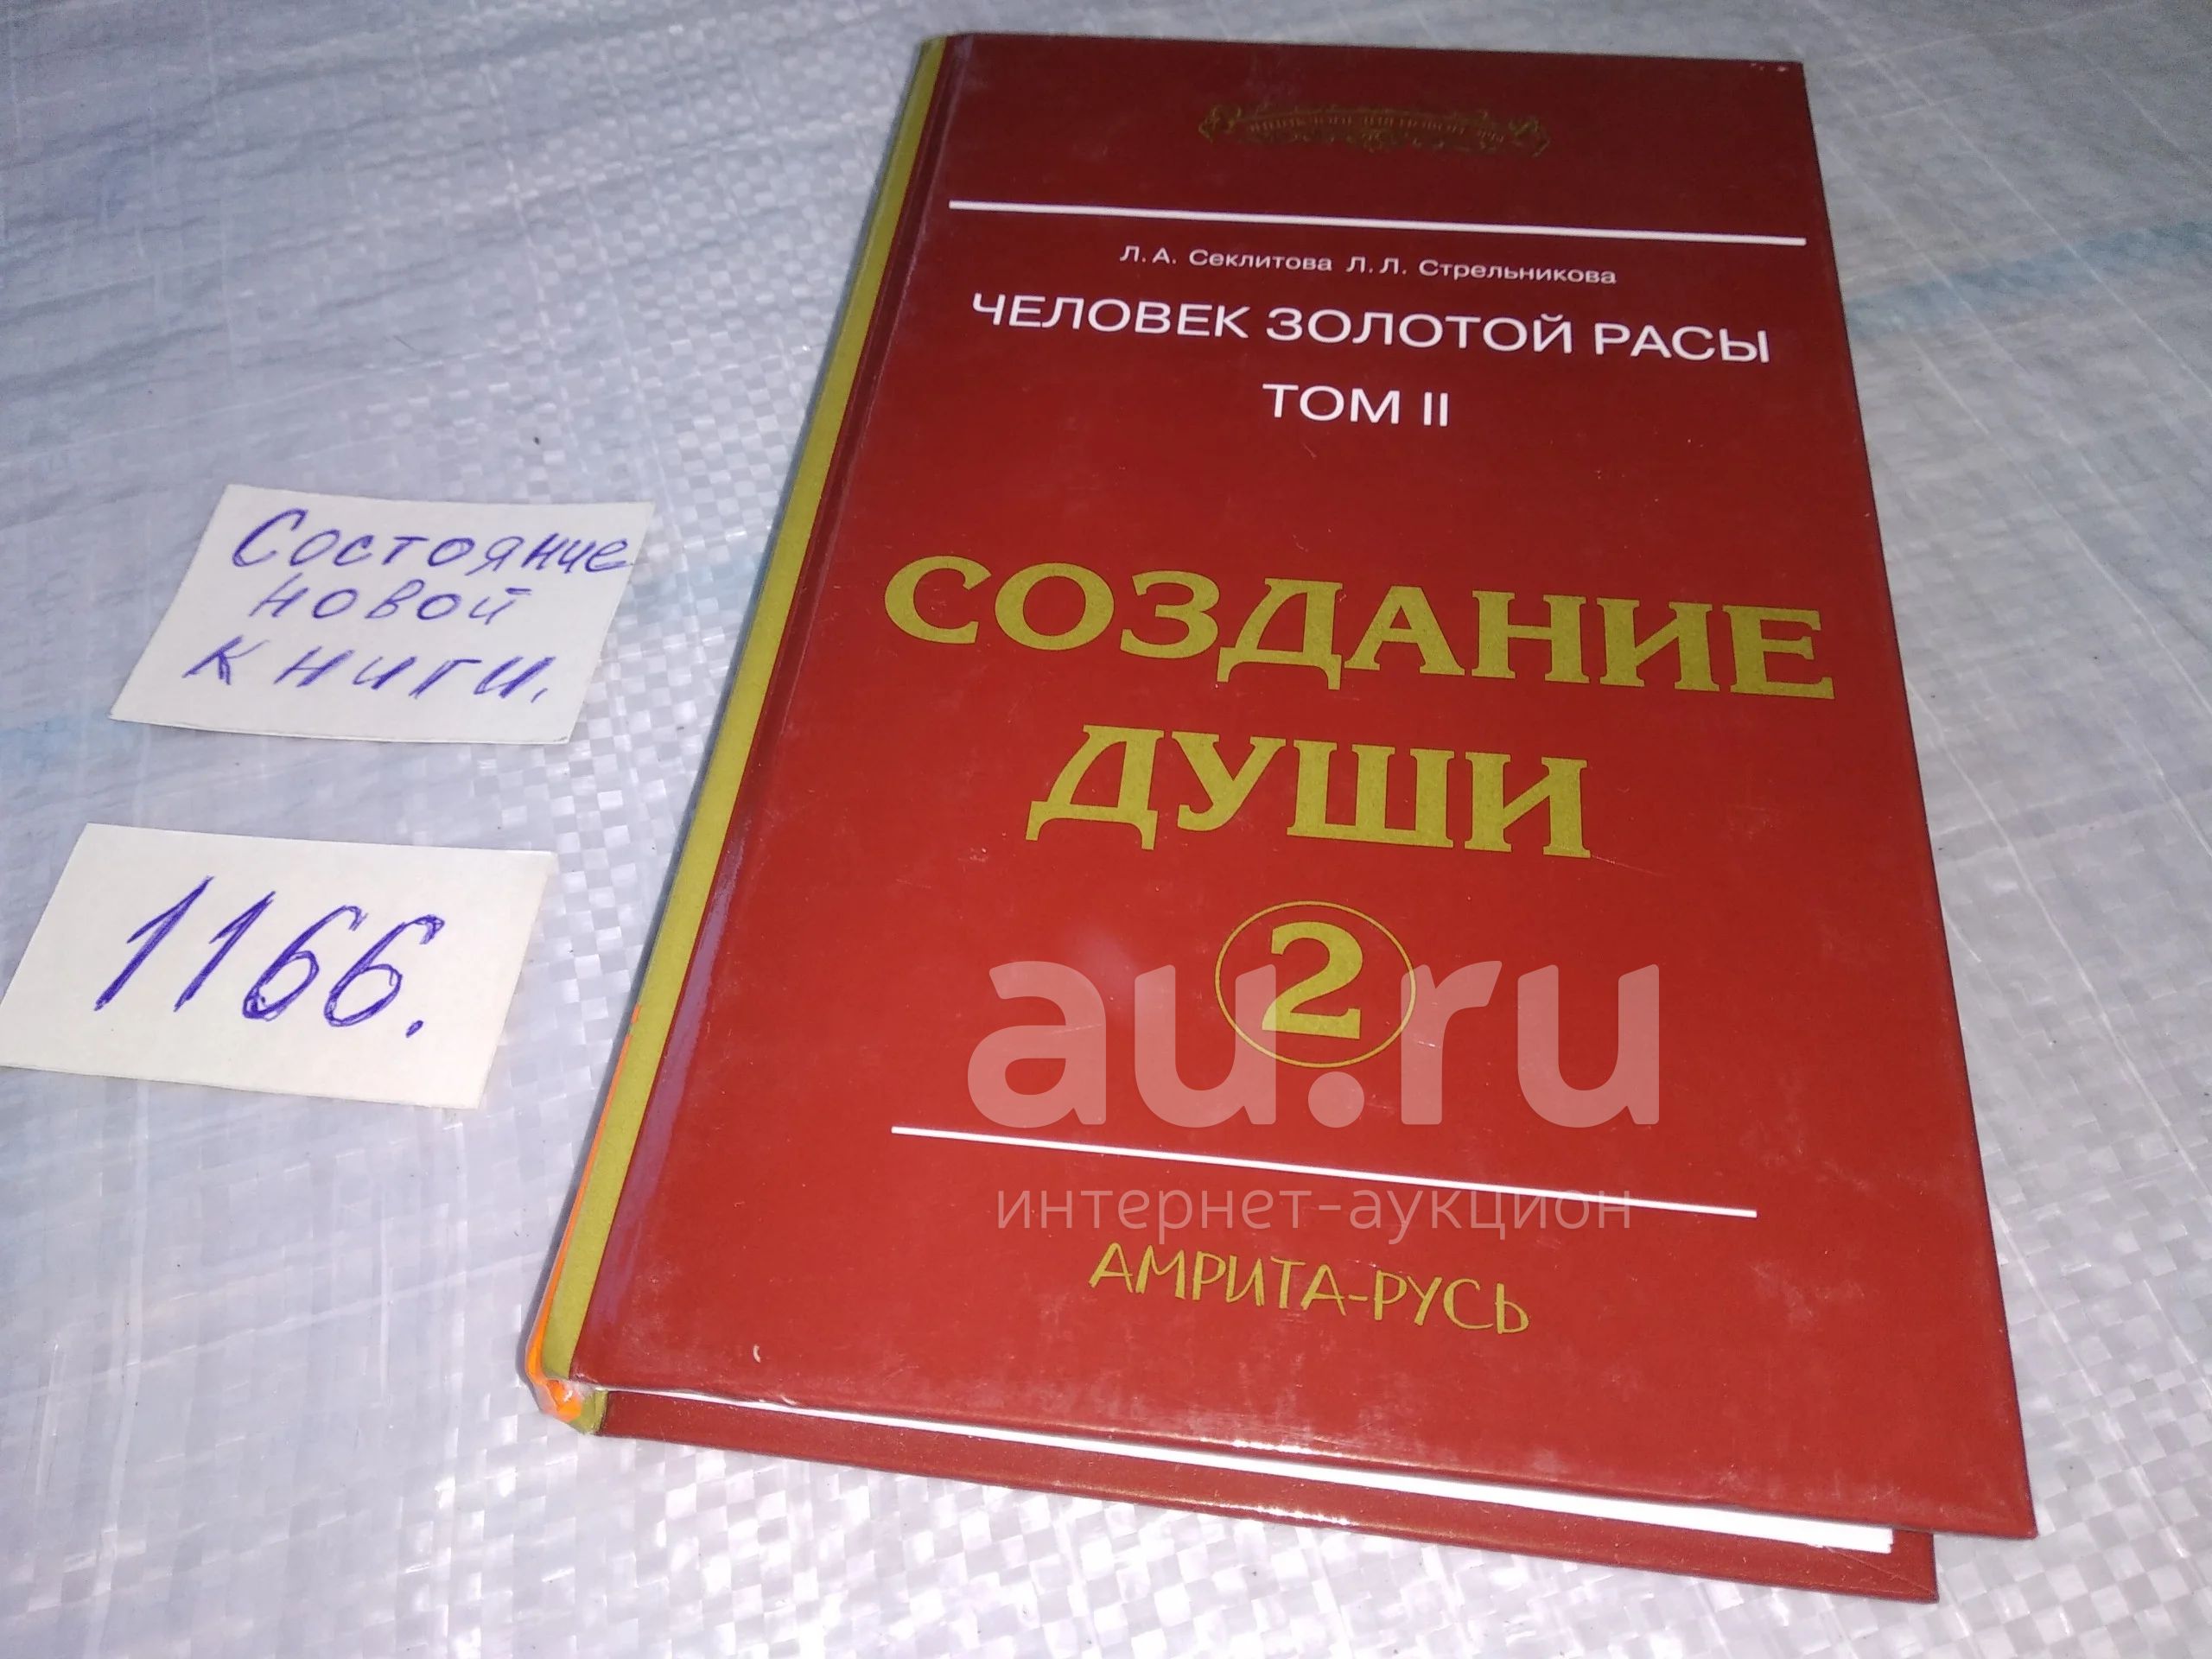 Л. А. Секлитова Л. Л. Стрельникова
ЧЕЛОВЕК ЗОЛОТОЙ РАСЫ
ТОМ II
СОЗДАНИЕ
ДУШИ
2
au.ru
интернет-аукцион
АМРИТА-РУСЬ
Состояние
новой
книги.
1166.